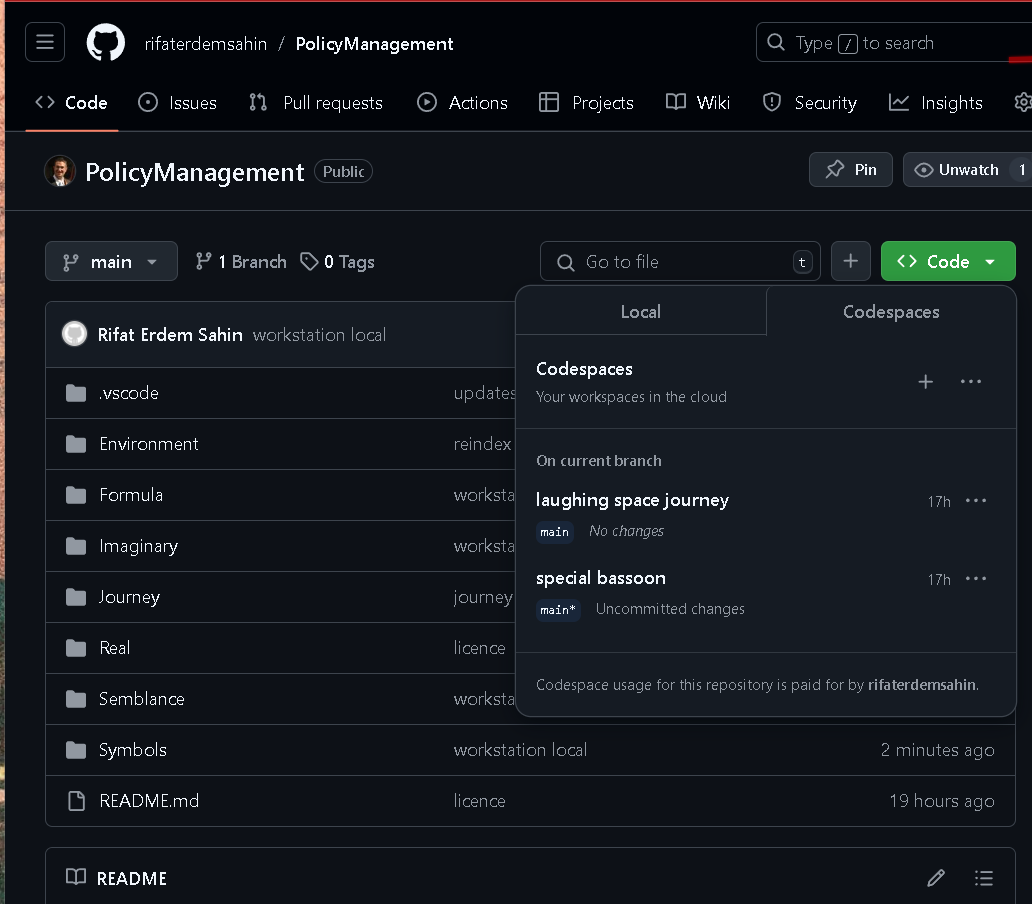 rifaterdemsahin / PolicyManagement
Type / to search
Code Issues Pull requests Actions Projects Wiki Security Insights
PolicyManagement Public
Pin Unwatch 1
main 1 Branch 0 Tags
Go to file t
Code
Local Codespaces
Rifat Erdem Sahin workstation local
Codespaces
Your workspaces in the cloud
On current branch
laughing space journey 17h
main No changes
special bassoon 17h
main* Uncommitted changes
Codespace usage for this repository is paid for by rifaterdemsahin.
.vscode updates
Environment reindex
Formula worksta
Imaginary worksta
Journey journey
Real licence
Semblance worksta
Symbols workstation local 2 minutes ago
README.md licence 19 hours ago
README